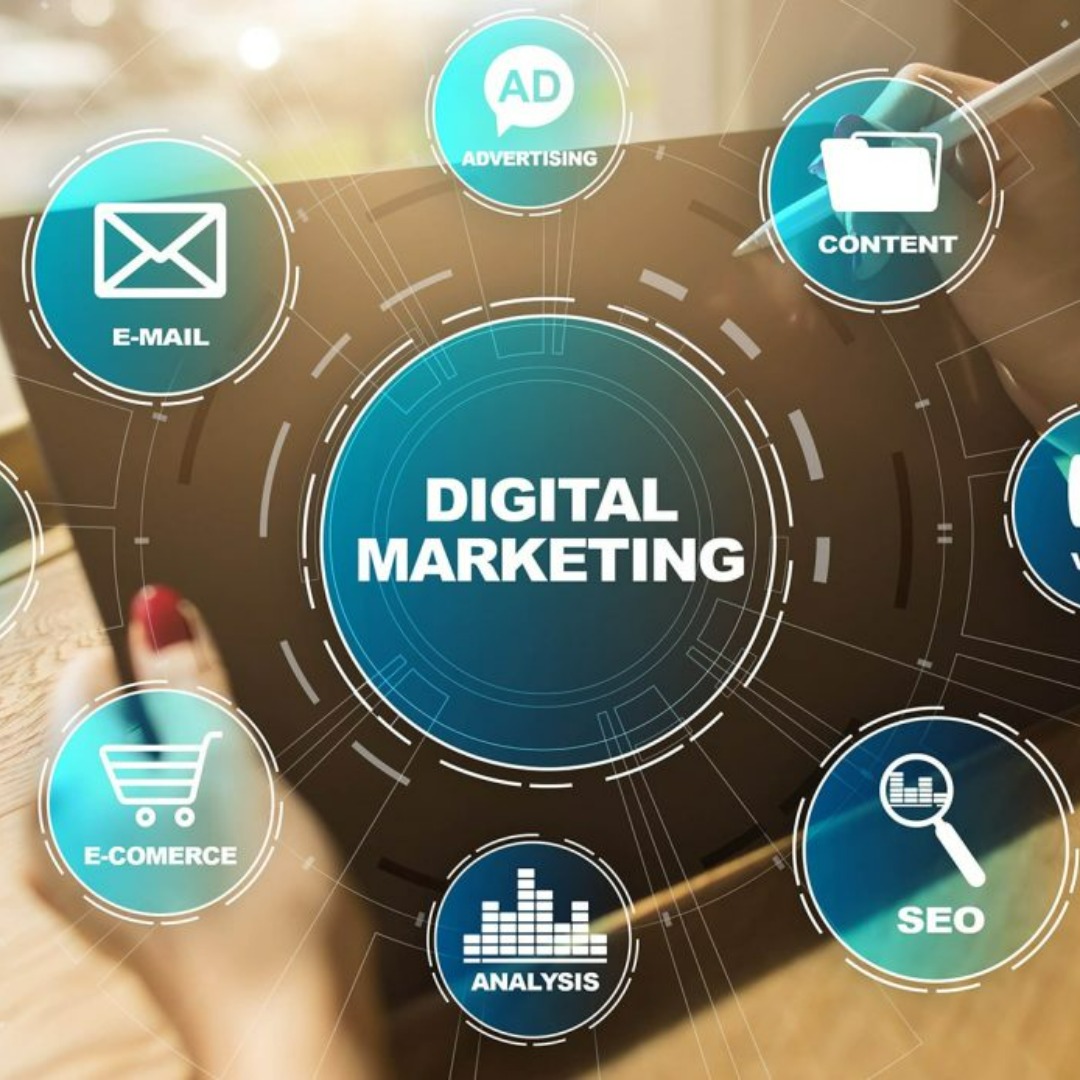 AD
ADVERTISING
CONTENT
E-MAIL
DIGITAL
MARKETING
E-COMERCE
SEO
ANALYSIS